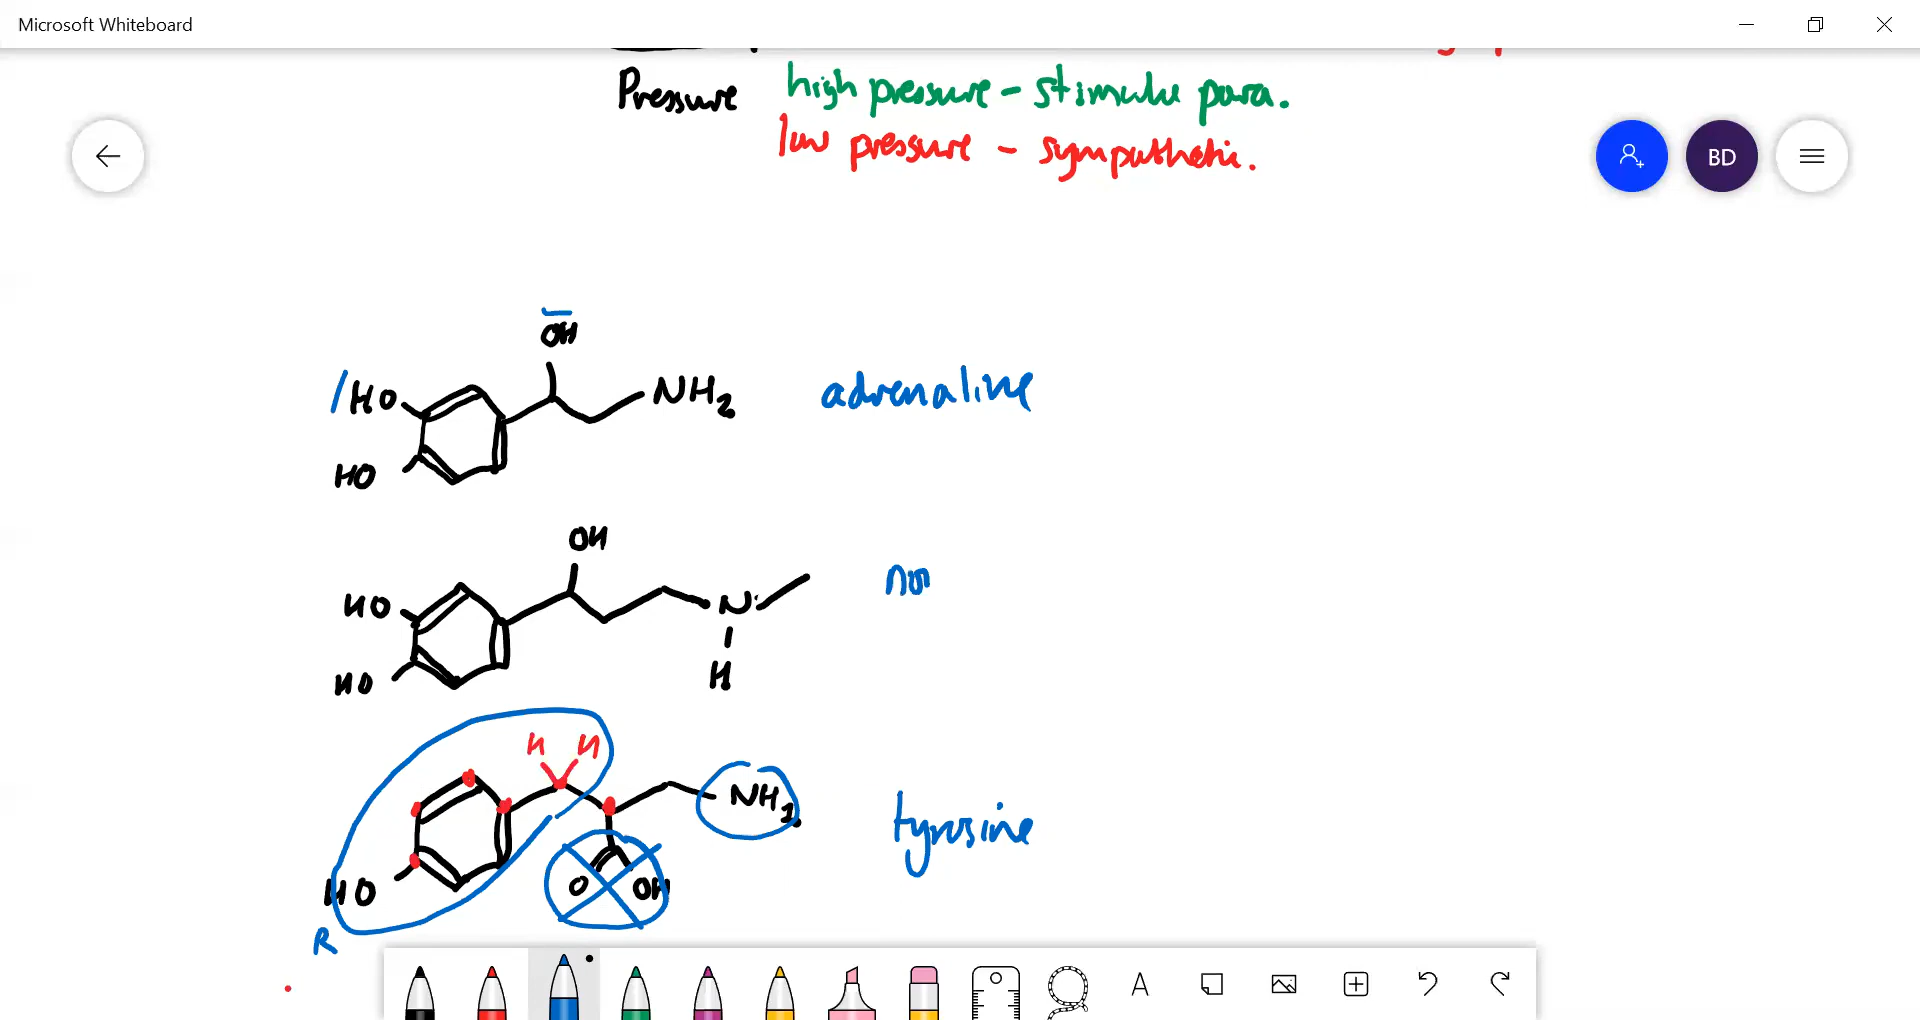 Microsoft Whiteboard
Pressure high pressure - stimulate para.
low pressure - sympathetic.
BD
OH
HO NH2 adrenaline
HO
OH
HO N nor
HO H
H H
NH2 tyrosine
HO O OH
R
A